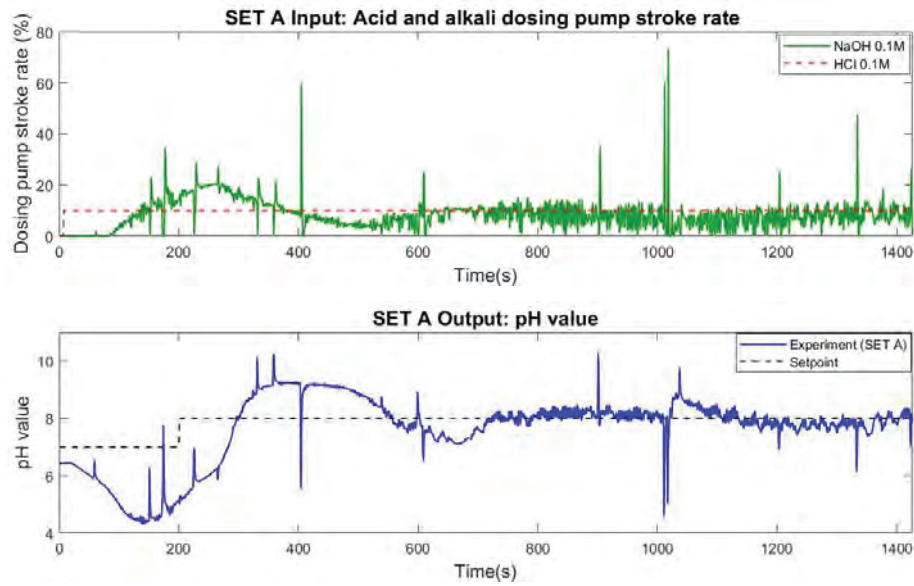 SET A Input: Acid and alkali dosing pump stroke rate
Dosing pump stroke rate (%)
80
60
40
20
0
NaOH 0.1M
HCl 0.1M
0 200 400 600 800 1000 1200 1400
Time(s)
SET A Output: pH value
pH value
10
8
6
4
Experiment (SET A)
Setpoint
0 200 400 600 800 1000 1200 1400
Time(s)